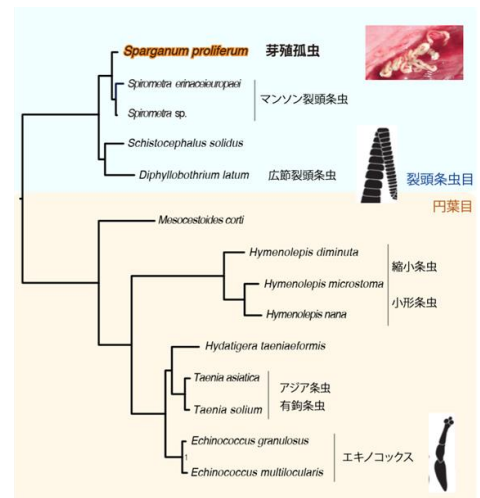 Sparganum proliferum 芽殖孤虫
Spirometra erinaceieuropaei
マンソン裂頭条虫
Spirometra sp.
Schistocephalus solidus
Diphyllobothrium latum 広節裂頭条虫
裂頭条虫目
円葉目
Mesocestoides corti
Hymenolepis diminuta
縮小条虫
Hymenolepis microstoma
小形条虫
Hymenolepis nana
Hydatigera taeniaeformis
Taenia asiatica
アジア条虫
有鉤条虫
Taenia solium
Echinococcus granulosus
エキノコックス
1
Echinococcus multilocularis